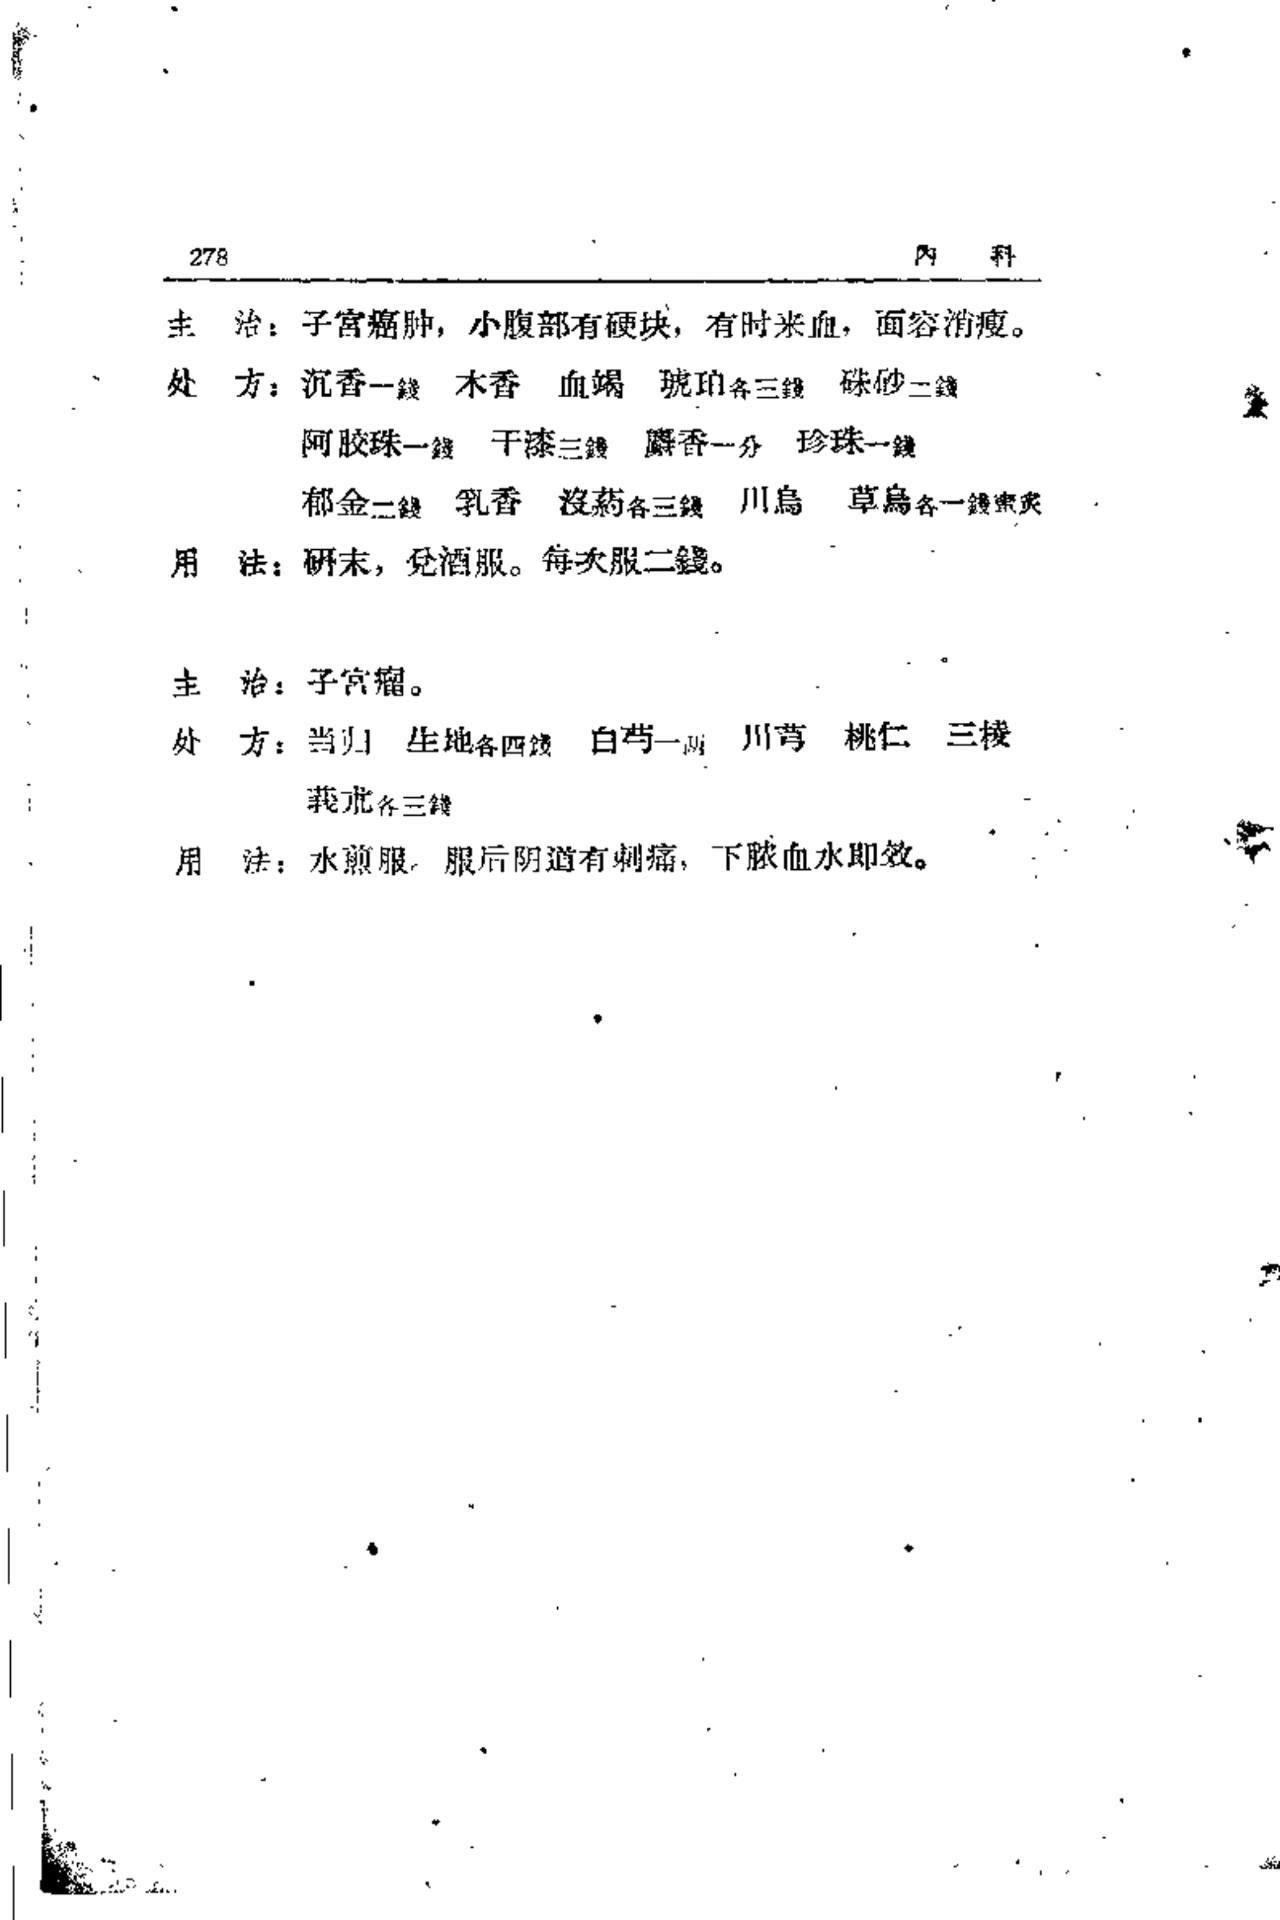 278 內 科
主 治：子宮癌肿，小腹部有硬块，有时来血，面容消瘦。
处 方：沉香一錢 木香 血竭 琥珀各三錢 硃砂二錢
阿胶珠一錢 干漆三錢 麝香一分 珍珠一錢
郁金二錢 乳香 沒葯各三錢 川烏 草烏各一錢蜜炙
用 法：研末，兌酒服。每次服二錢。
主 治：子宮瘤。
处 方：当归 生地各四錢 白芍一两 川芎 桃仁 三棱
莪朮各三錢
用 法：水煎服。服后阴道有刺痛，下脓血水即效。